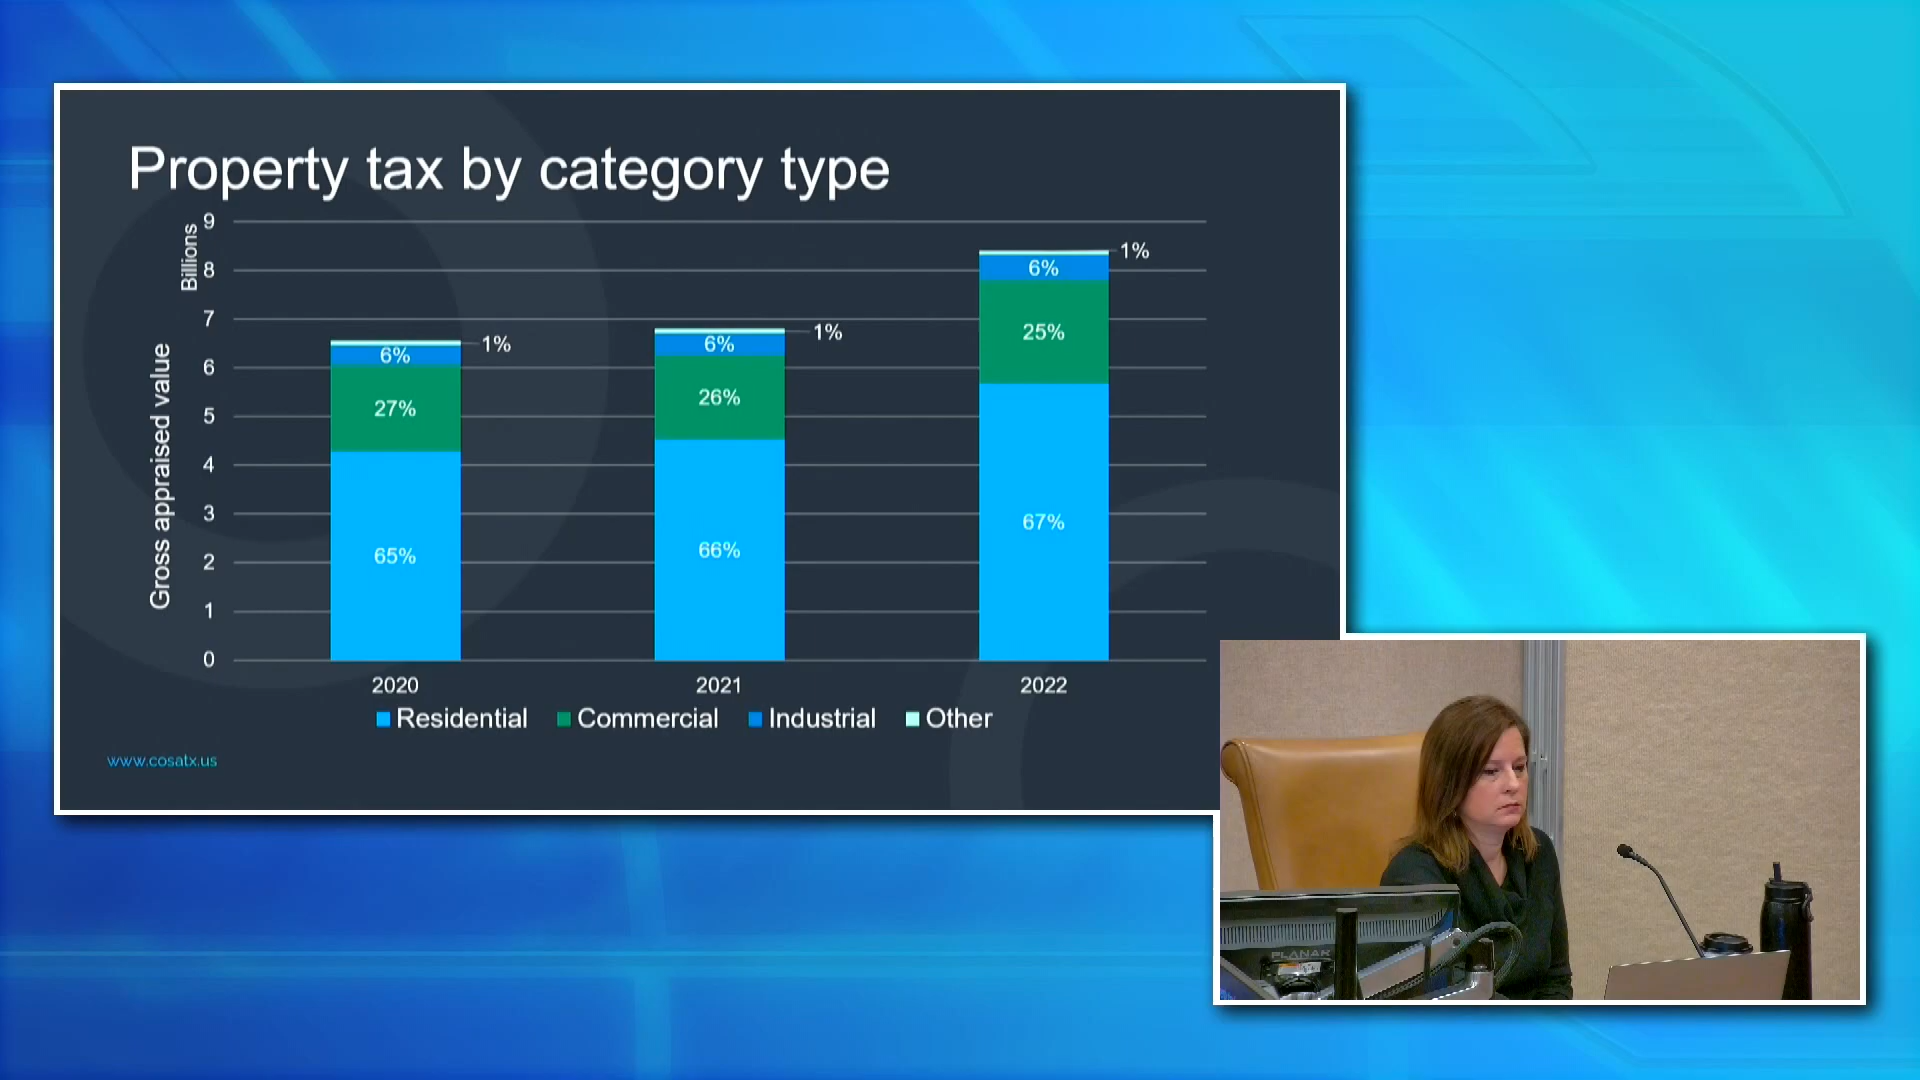 Property tax by category type
Billions
Gross appraised value
9
8
7
6
5
4
3
2
1
0
6%
1%
27%
65%
6%
1%
26%
66%
1%
6%
25%
67%
2020
2021
2022
Residential
Commercial
Industrial
Other
www.cosatx.us
PLANAR